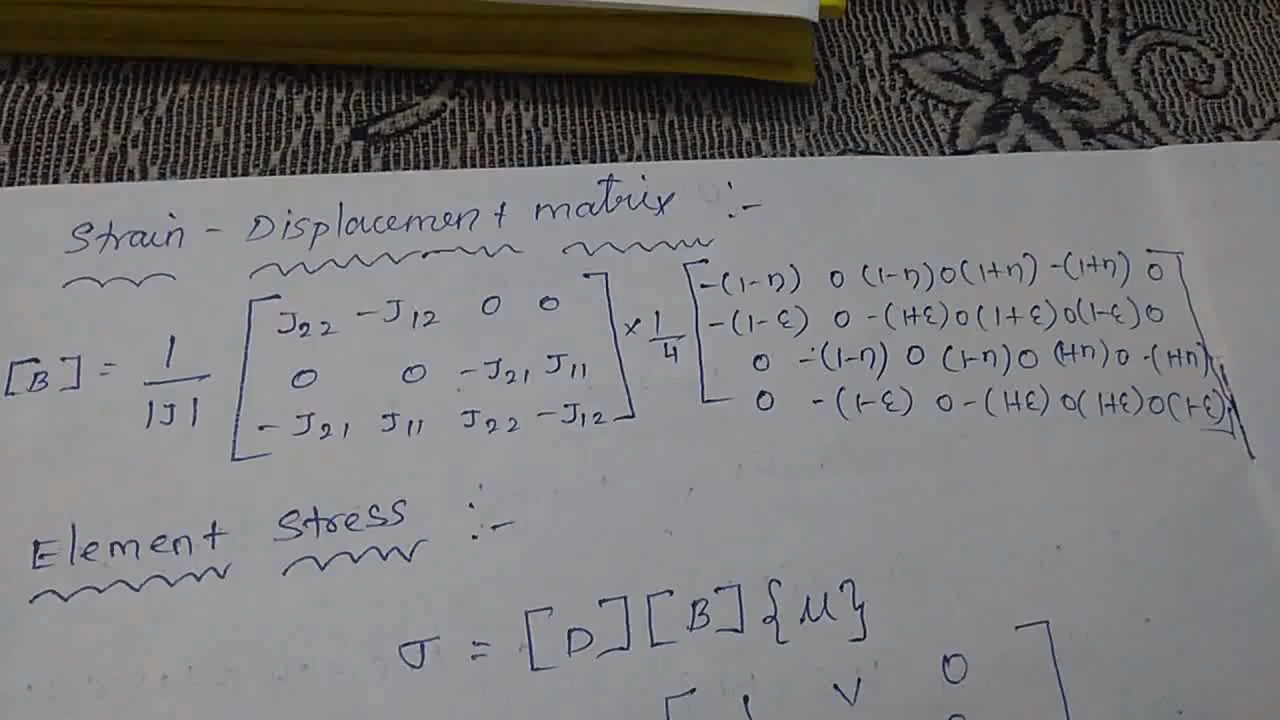 Strain - Displacement matrix :-
[B] = 1/|J| [J22 -J12 0 0
0 0 -J21 J11
-J21 J11 J22 -J12] × 1/4 [-(1-η) 0 (1-η) 0 (1+η) -(1+η) 0
-(1-ε) 0 -(1+ε) 0 (1+ε) 0 (1-ε) 0
0 -(1-η) 0 (1-η) 0 (1+η) 0 -(1+η)
0 -(1-ε) 0 -(1+ε) 0 (1+ε) 0 (1-ε)]
Element Stress :-
σ = [D] [B] {u}
[1 ν 0